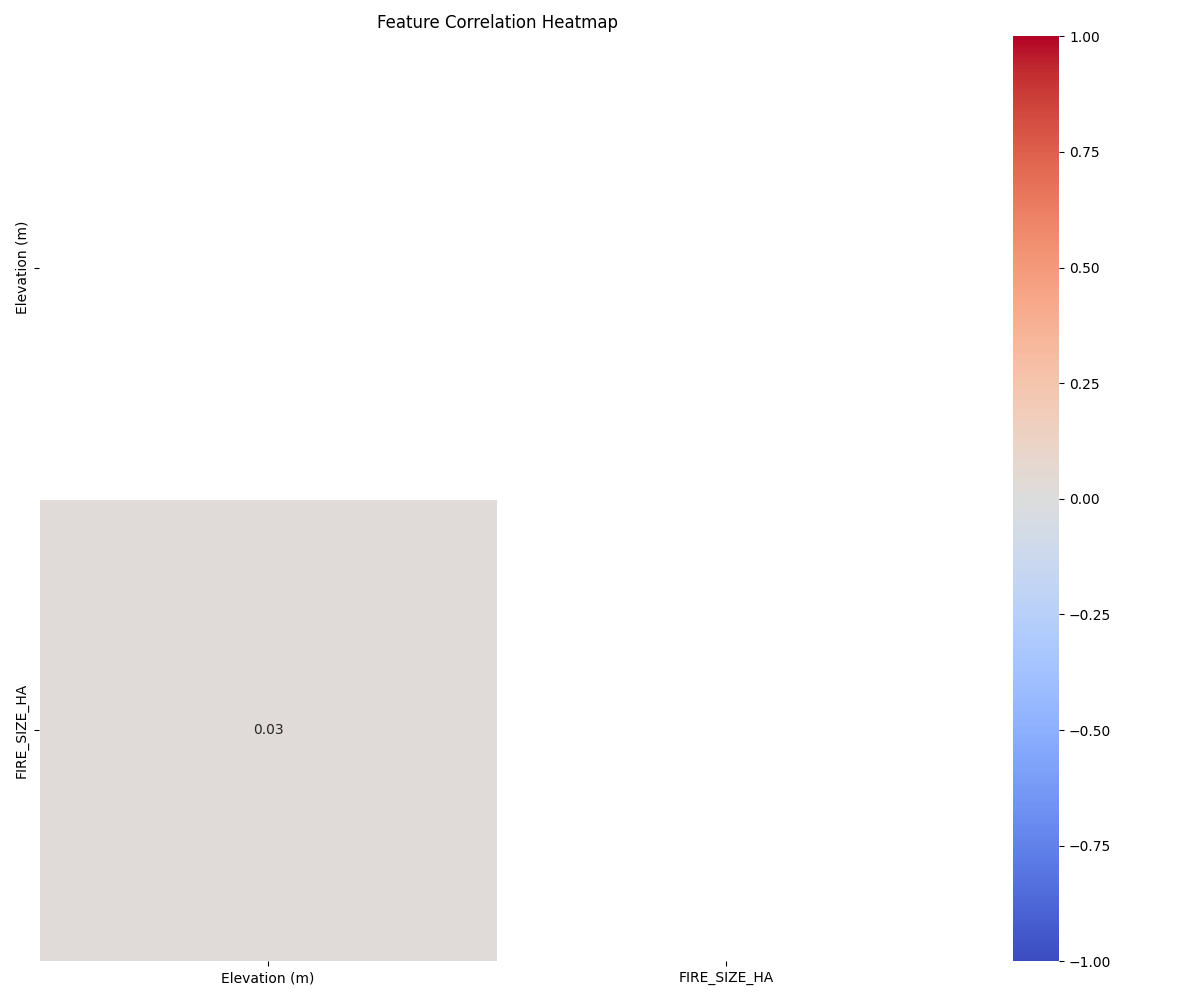 Feature Correlation Heatmap
Elevation (m)
FIRE_SIZE_HA
0.03
Elevation (m)
FIRE_SIZE_HA
1.00
0.75
0.50
0.25
0.00
−0.25
−0.50
−0.75
−1.00